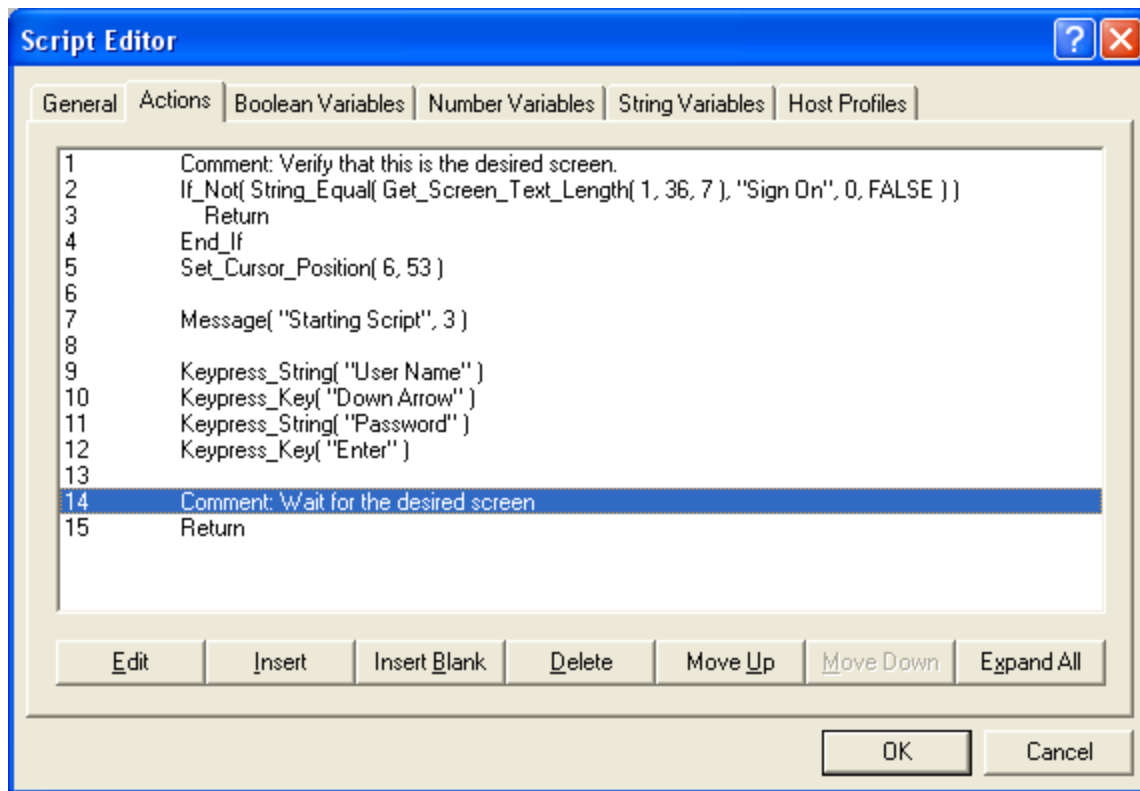 Script Editor
General Actions Boolean Variables Number Variables String Variables Host Profiles
1 Comment: Verify that this is the desired screen.
2 If_Not( String_Equal( Get_Screen_Text_Length( 1, 36, 7 ), "Sign On", 0, FALSE ) )
3 Return
4 End_If
5 Set_Cursor_Position( 6, 53 )
6
7 Message( "Starting Script", 3 )
8
9 Keypress_String( "User Name" )
10 Keypress_Key( "Down Arrow" )
11 Keypress_String( "Password" )
12 Keypress_Key( "Enter" )
13
14 Comment: Wait for the desired screen
15 Return
Edit Insert Insert Blank Delete Move Up Move Down Expand All
OK Cancel